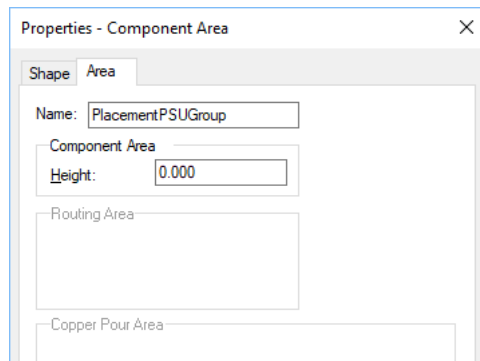 Properties - Component Area
Shape Area
Name: PlacementPSUGroup
Component Area
Height: 0.000
Routing Area
Copper Pour Area